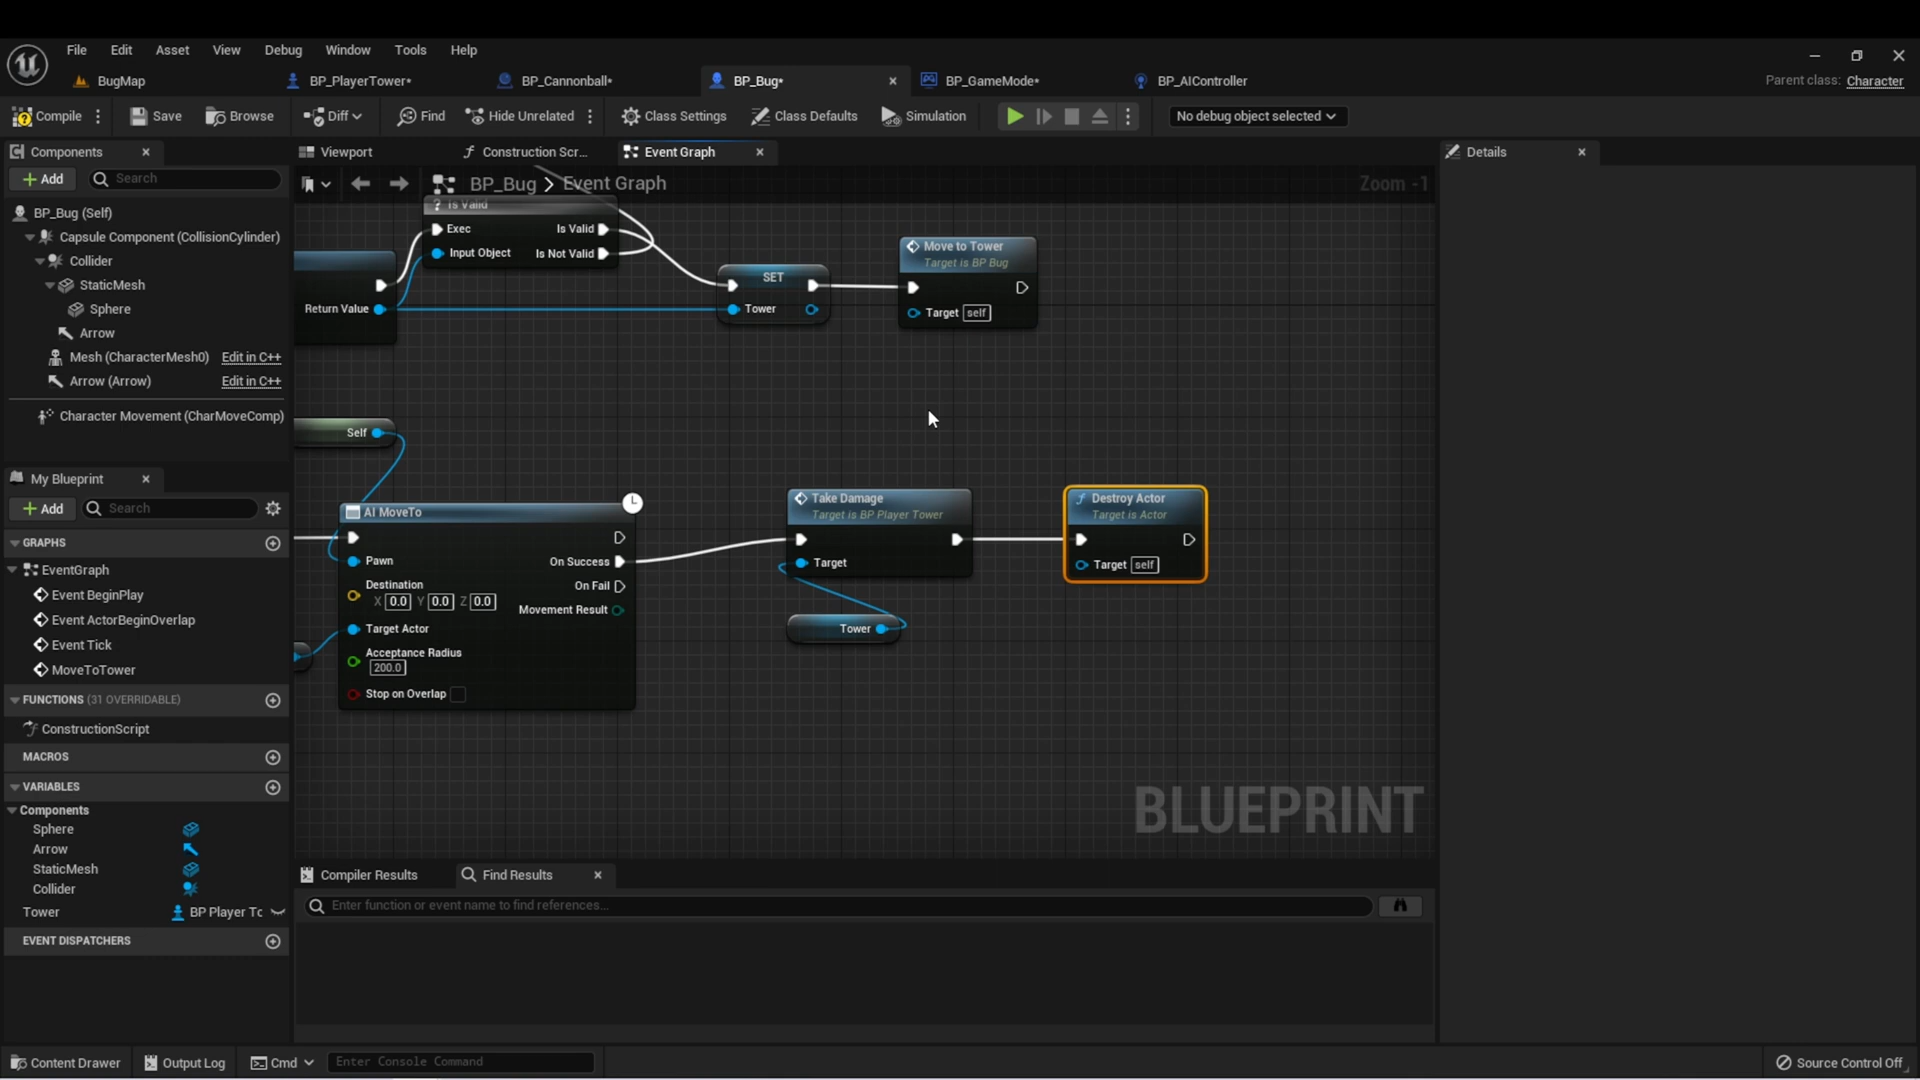 File Edit Asset View Debug Window Tools Help
BugMap BP_PlayerTower* BP_Cannonball* BP_Bug* BP_GameMode* BP_AIController Parent class: Character
Compile Save Browse Diff Find Hide Unrelated Class Settings Class Defaults Simulation No debug object selected
Components
Add Search
BP_Bug (Self)
Capsule Component (CollisionCylinder)
Collider
StaticMesh
Sphere
Arrow
Mesh (CharacterMesh0) Edit in C++
Arrow (Arrow) Edit in C++
Character Movement (CharMoveComp)
My Blueprint
Add Search
GRAPHS
EventGraph
Event BeginPlay
Event ActorBeginOverlap
Event Tick
MoveToTower
FUNCTIONS (31 OVERRIDABLE)
ConstructionScript
MACROS
VARIABLES
Components
Sphere
Arrow
StaticMesh
Collider
Tower BP Player Tc
EVENT DISPATCHERS
Viewport Construction Scr... Event Graph
BP_Bug > Event Graph Zoom -1
? Is Valid
Exec Is Valid
Input Object Is Not Valid
Return Value
SET
Tower
Move to Tower
Target is BP Bug
Target self
Self
AI MoveTo
Pawn
On Success
Destination
On Fail
X 0.0 Y 0.0 Z 0.0
Movement Result
Target Actor
Acceptance Radius
200.0
Stop on Overlap
Take Damage
Target is BP Player Tower
Target
Tower
Destroy Actor
Target is Actor
Target self
BLUEPRINT
Compiler Results Find Results
Enter function or event name to find references...
Details
Content Drawer Output Log Cmd Enter Console Command Source Control Off